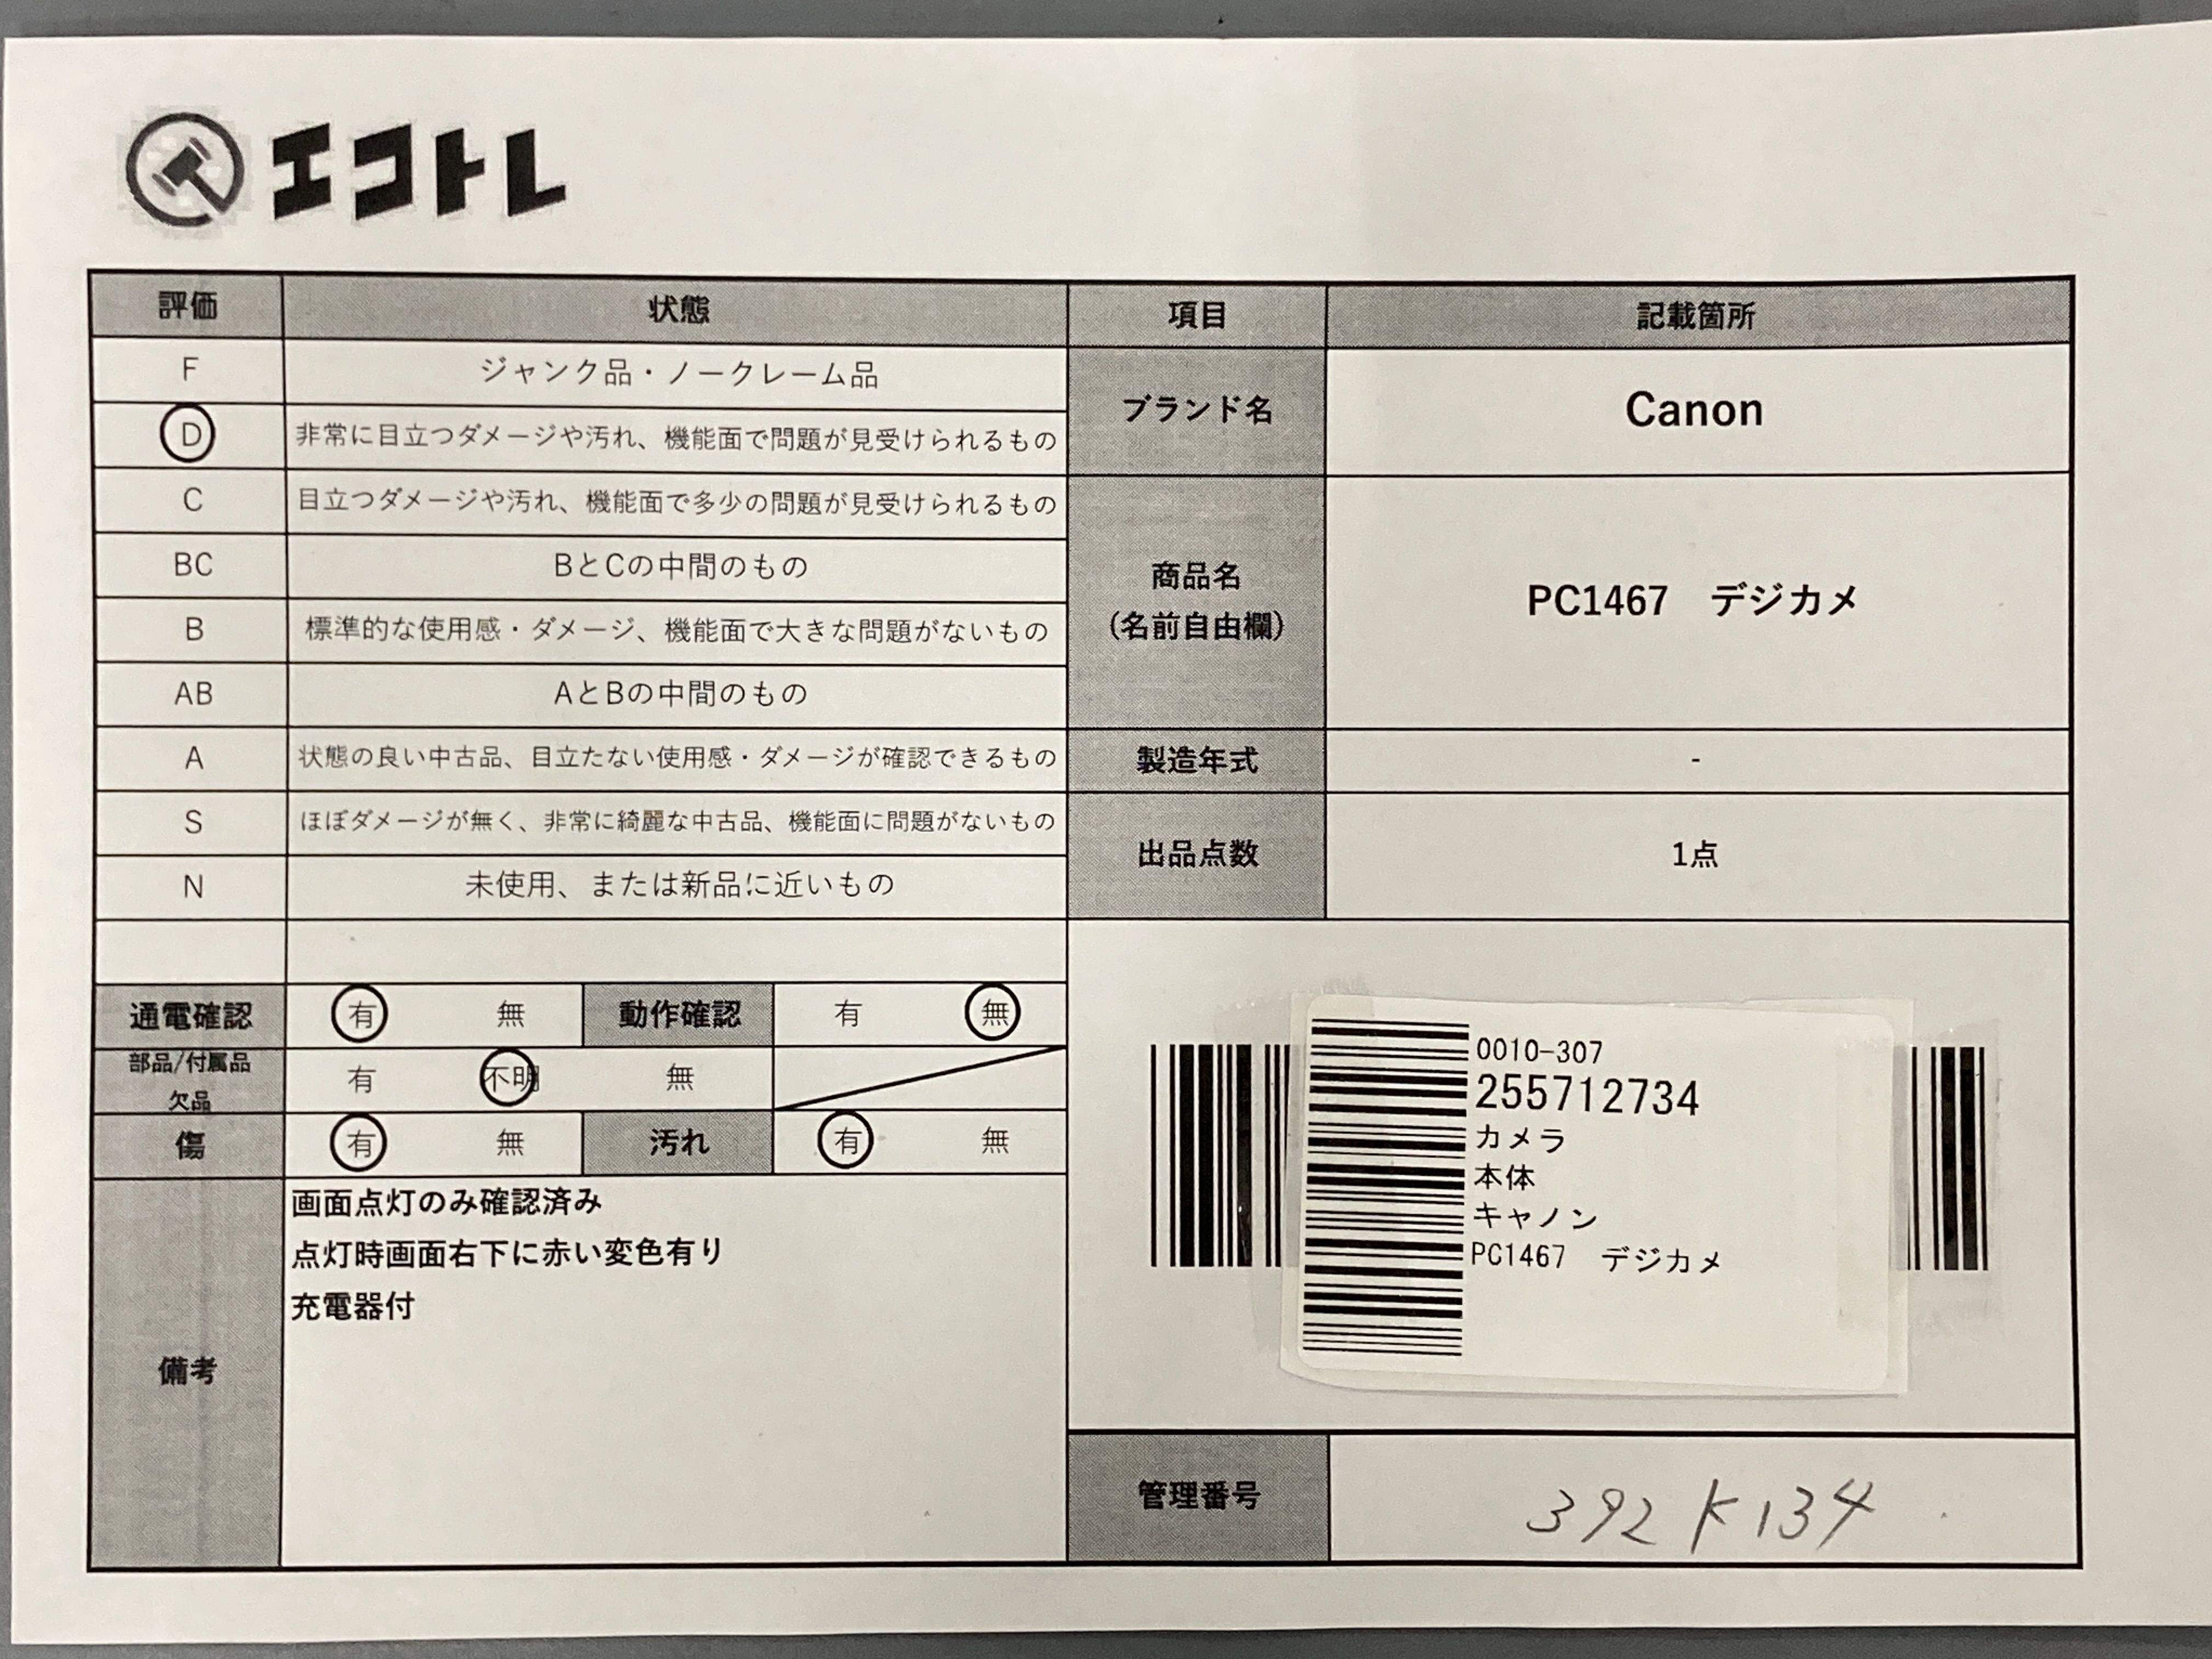 エコトレ
評価 状態 項目 記載箇所
F ジャンク品・ノークレーム品
D 非常に目立つダメージや汚れ、機能面で問題が見受けられるもの
ブランド名 Canon
C 目立つダメージや汚れ、機能面で多少の問題が見受けられるもの
BC BとCの中間のもの
B 標準的な使用感・ダメージ、機能面で大きな問題がないもの
AB AとBの中間のもの
商品名
（名前自由欄）
PC1467 デジカメ
A 状態の良い中古品、目立たない使用感・ダメージが確認できるもの
製造年式 -
S ほぼダメージが無く、非常に綺麗な中古品、機能面に問題がないもの
N 未使用、または新品に近いもの
出品点数 1点
通電確認 有 無 動作確認 有 無
部品/付属品
欠品
有 不明 無
傷 有 無 汚れ 有 無
備考
画面点灯のみ確認済み
点灯時画面右下に赤い変色有り
充電器付
0010-307
255712734
カメラ
本体
キャノン
PC1467 デジカメ
管理番号 392 K134